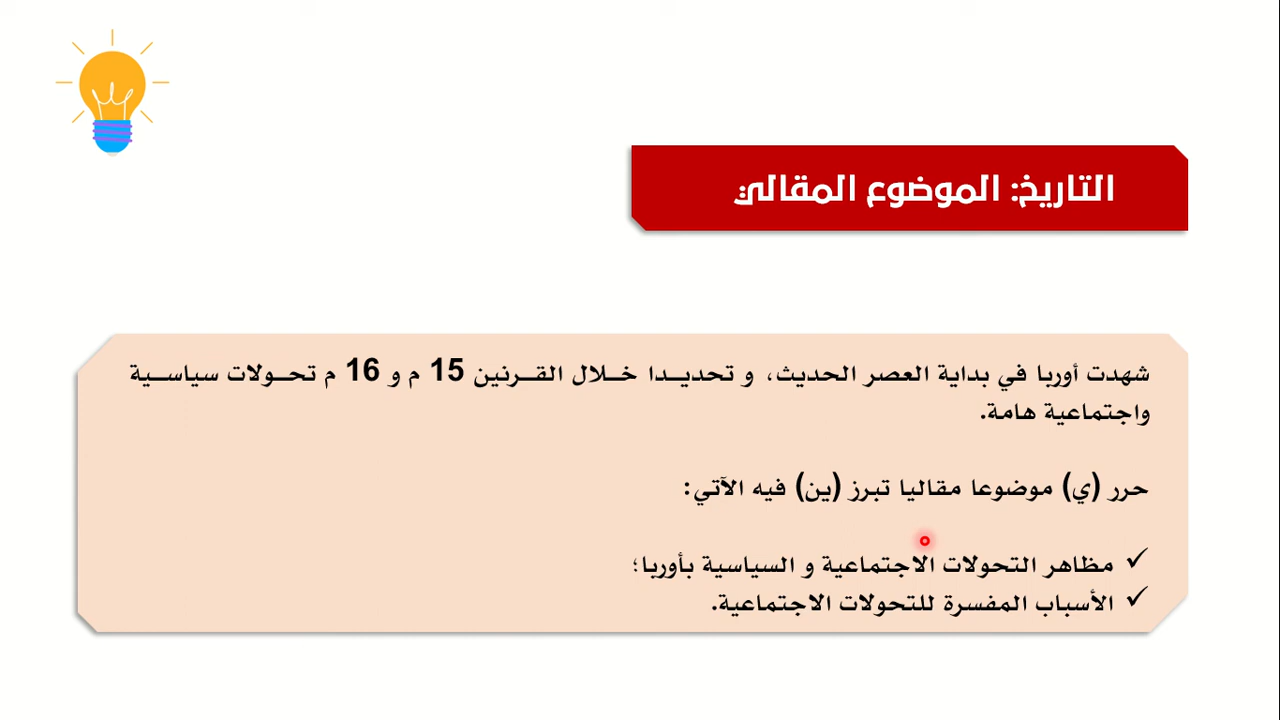 التاريخ: الموضوع المقالي
شهدت أوربا في بداية العصر الحديث، و تحديدا خلال القرنين 15 م و 16 م تحولات سياسية
واجتماعية هامة.
حرر (ي) موضوعا مقاليا تبرز (ين) فيه الآتي:
✓ مظاهر التحولات الاجتماعية و السياسية بأوربا؛
✓ الأسباب المفسرة للتحولات الاجتماعية.